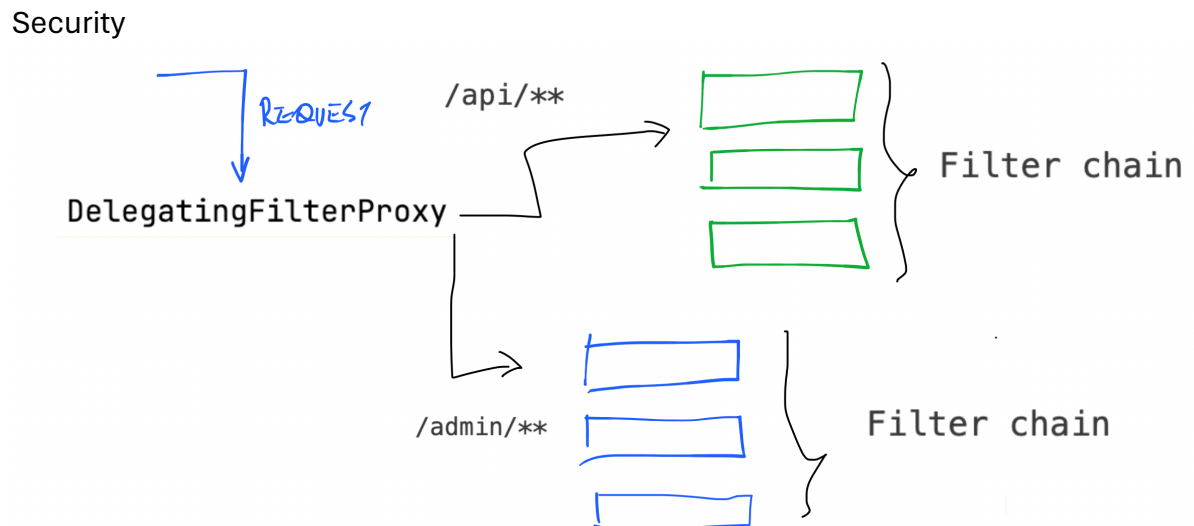 Security
REQUEST
/api/**
Filter chain
DelegatingFilterProxy
/admin/**
Filter chain